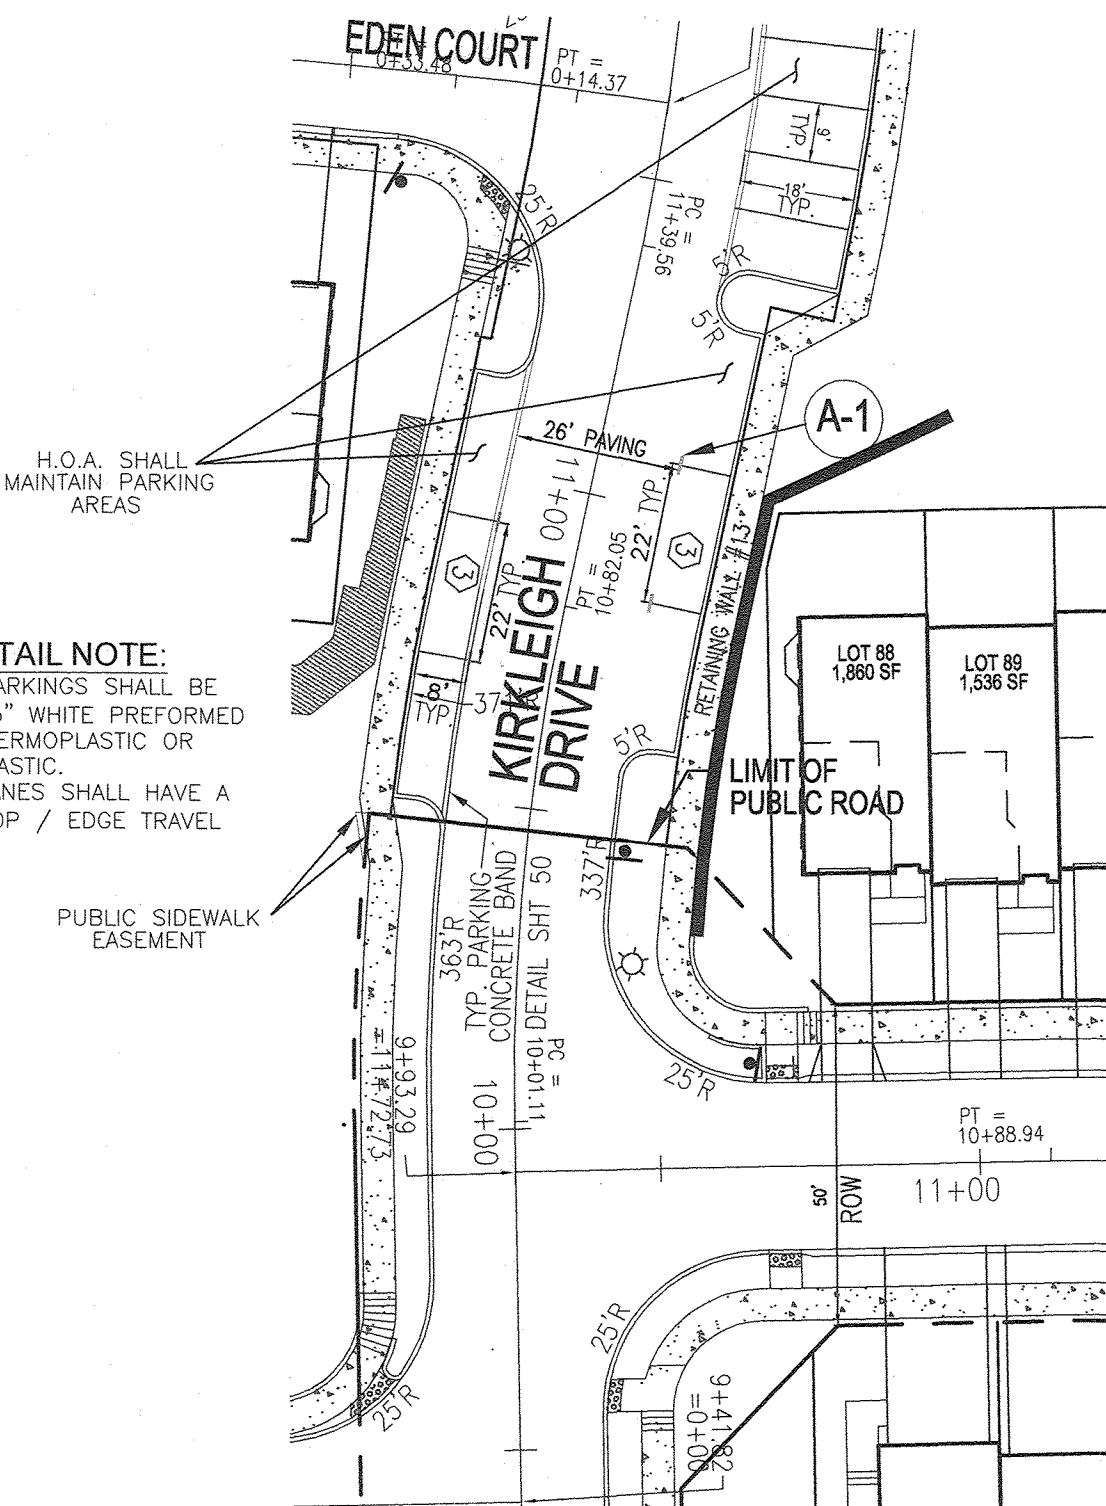 EDEN COURT
0+33.48
PT =
0+14.37
9'
TYP
18'
TYP.
25'R
PC =
11+39.56
5'R
5'R
A-1
26' PAVING
H.O.A. SHALL
MAINTAIN PARKING
AREAS
11+00
22' TYP.
3
3
PT =
10+82.05
22' TYP
RETAINING WALL #13
KIRKLEIGH
DRIVE
LOT 88
1,860 SF
LOT 89
1,536 SF
TAIL NOTE:
ARKINGS SHALL BE
" WHITE PREFORMED
ERMOPLASTIC OR
ASTIC.
ANES SHALL HAVE A
OP / EDGE TRAVEL
8'
TYP.
5'R
LIMIT OF
PUBLIC ROAD
PUBLIC SIDEWALK
EASEMENT
337'R
363'R
TYP. PARKING
CONCRETE BAND
DETAIL SHT 50
PC =
10+01.11
9+93.29
=11+72.73
10+00
25'R
PT =
10+88.94
50'
ROW
11+00
25'R
25'R
9+41.82
=0+00